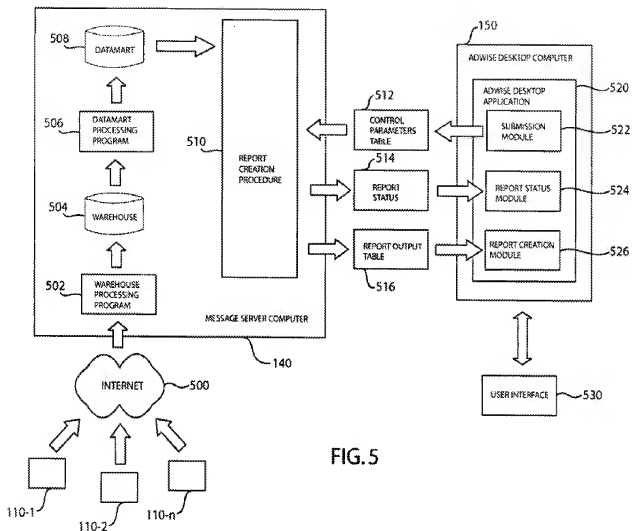 508
DATAMART
506
DATAMART
PROCESSING
PROGRAM
504
WAREHOUSE
502
WAREHOUSE
PROCESSING
PROGRAM
510
REPORT
CREATION
PROCEDURE
MESSAGE SERVER COMPUTER
140
INTERNET
500
110-1
110-2
110-n
512
CONTROL
PARAMETERS
TABLE
514
REPORT
STATUS
REPORT OUTPUT
TABLE
516
150
ADWISE DESKTOP COMPUTER
ADWISE DESKTOP
APPLICATION
520
SUBMISSION
MODULE
522
REPORT STATUS
MODULE
524
REPORT CREATION
MODULE
526
USER INTERFACE
530
FIG. 5